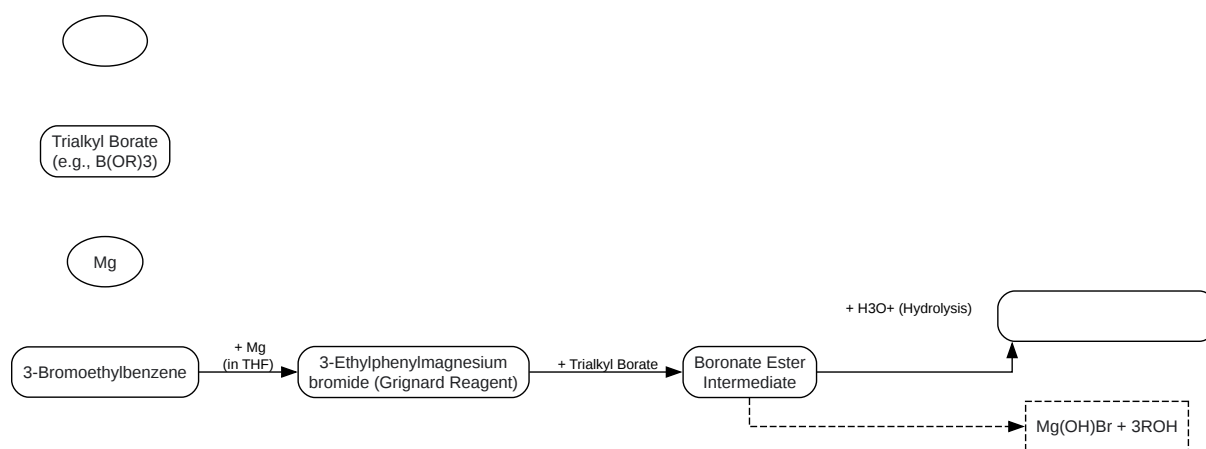 Trialkyl Borate
(e.g., B(OR)3)
Mg
+ H3O+ (Hydrolysis)
3-Bromoethylbenzene
+ Mg
(in THF)
3-Ethylphenylmagnesium
bromide (Grignard Reagent)
+ Trialkyl Borate
Boronate Ester
Intermediate
Mg(OH)Br + 3ROH